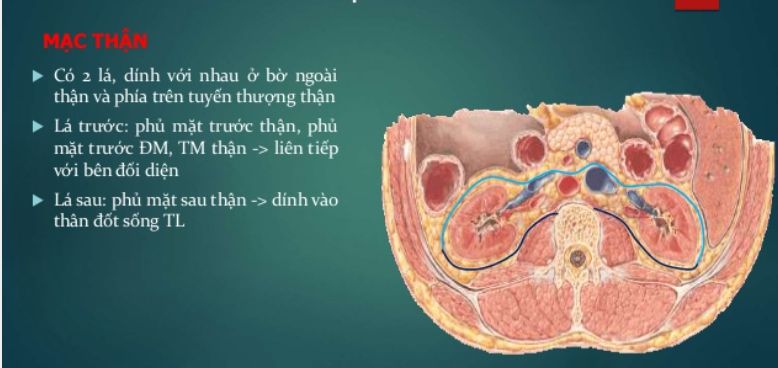 MẠC THẬN
Có 2 lá, dính với nhau ở bờ ngoài
thận và phía trên tuyến thượng thận
Lá trước: phủ mặt trước thận, phủ
mặt trước ĐM, TM thận -> liên tiếp
với bên đối diện
Lá sau: phủ mặt sau thận -> dính vào
thân đốt sống TL